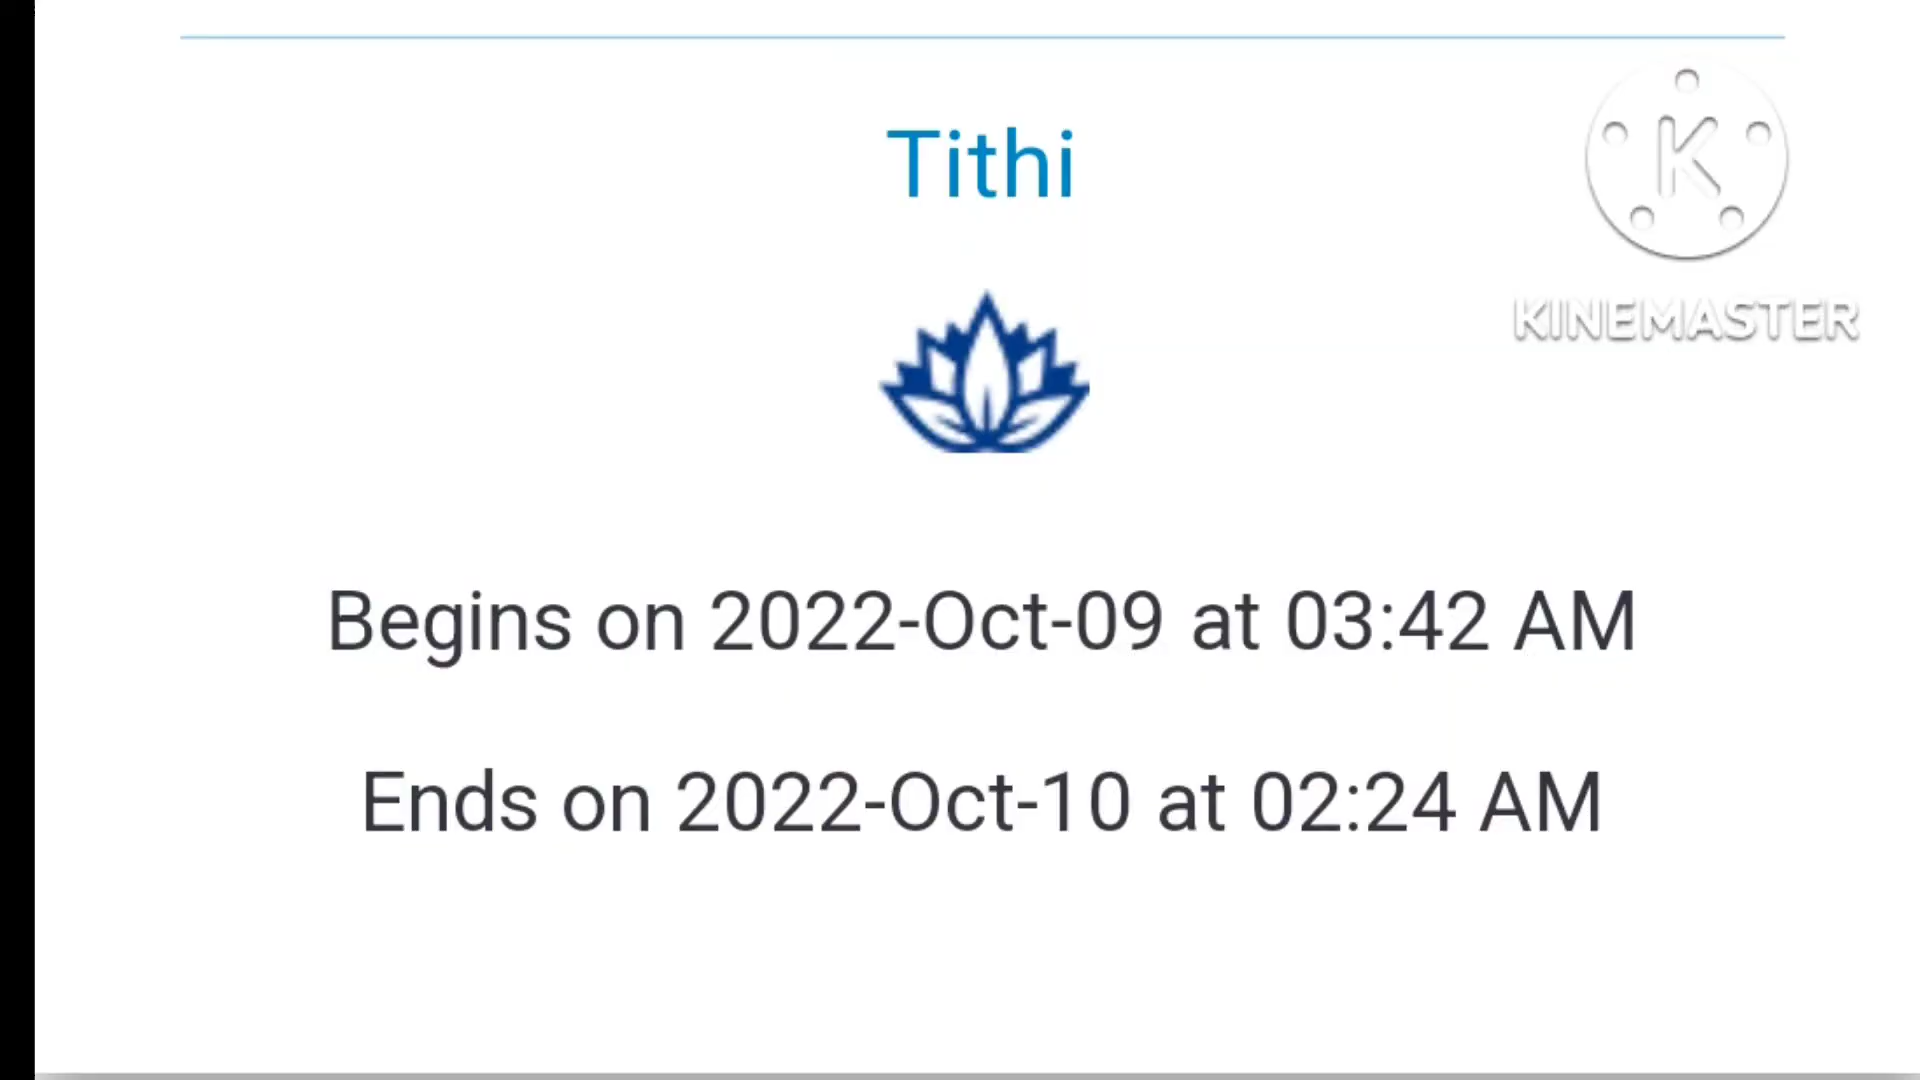 Tithi
K
KINEMASTER
Begins on 2022-Oct-09 at 03:42 AM
Ends on 2022-Oct-10 at 02:24 AM